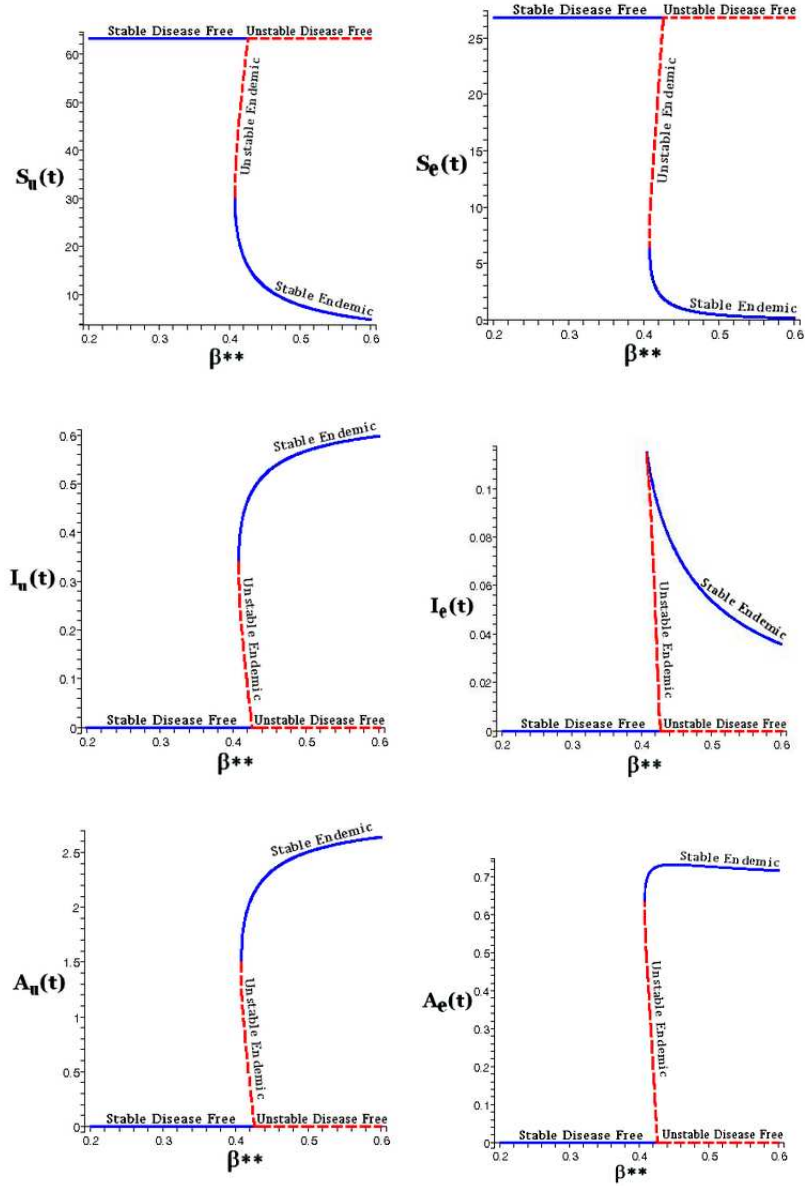 Stable Disease Free Unstable Disease Free
60
50
40
30
20
10
Unstable Endemic
Stable Endemic
S_u(t)
0.2 0.3 0.4 0.5 0.6
β**
Stable Disease Free Unstable Disease Free
25
20
15
10
5
0
Unstable Endemic
Stable Endemic
S_e(t)
0.2 0.3 0.4 0.5 0.6
β**
0.6
0.5
0.4
0.3
0.2
0.1
0
Stable Endemic
Unstable Endemic
I_u(t)
Stable Disease Free Unstable Disease Free
0.2 0.3 0.4 0.5 0.6
β**
0.1
0.08
0.06
0.04
0.02
0
Stable Endemic
Unstable Endemic
I_e(t)
Stable Disease Free Unstable Disease Free
0.2 0.3 0.4 0.5 0.6
β**
2.5
2
1.5
1
0.5
0
Stable Endemic
Unstable Endemic
A_u(t)
Stable Disease Free Unstable Disease Free
0.2 0.3 0.4 0.5 0.6
β**
0.7
0.6
0.5
0.4
0.3
0.2
0.1
0
Stable Endemic
Unstable Endemic
A_e(t)
Stable Disease Free Unstable Disease Free
0.2 0.3 0.4 0.5 0.6
β**